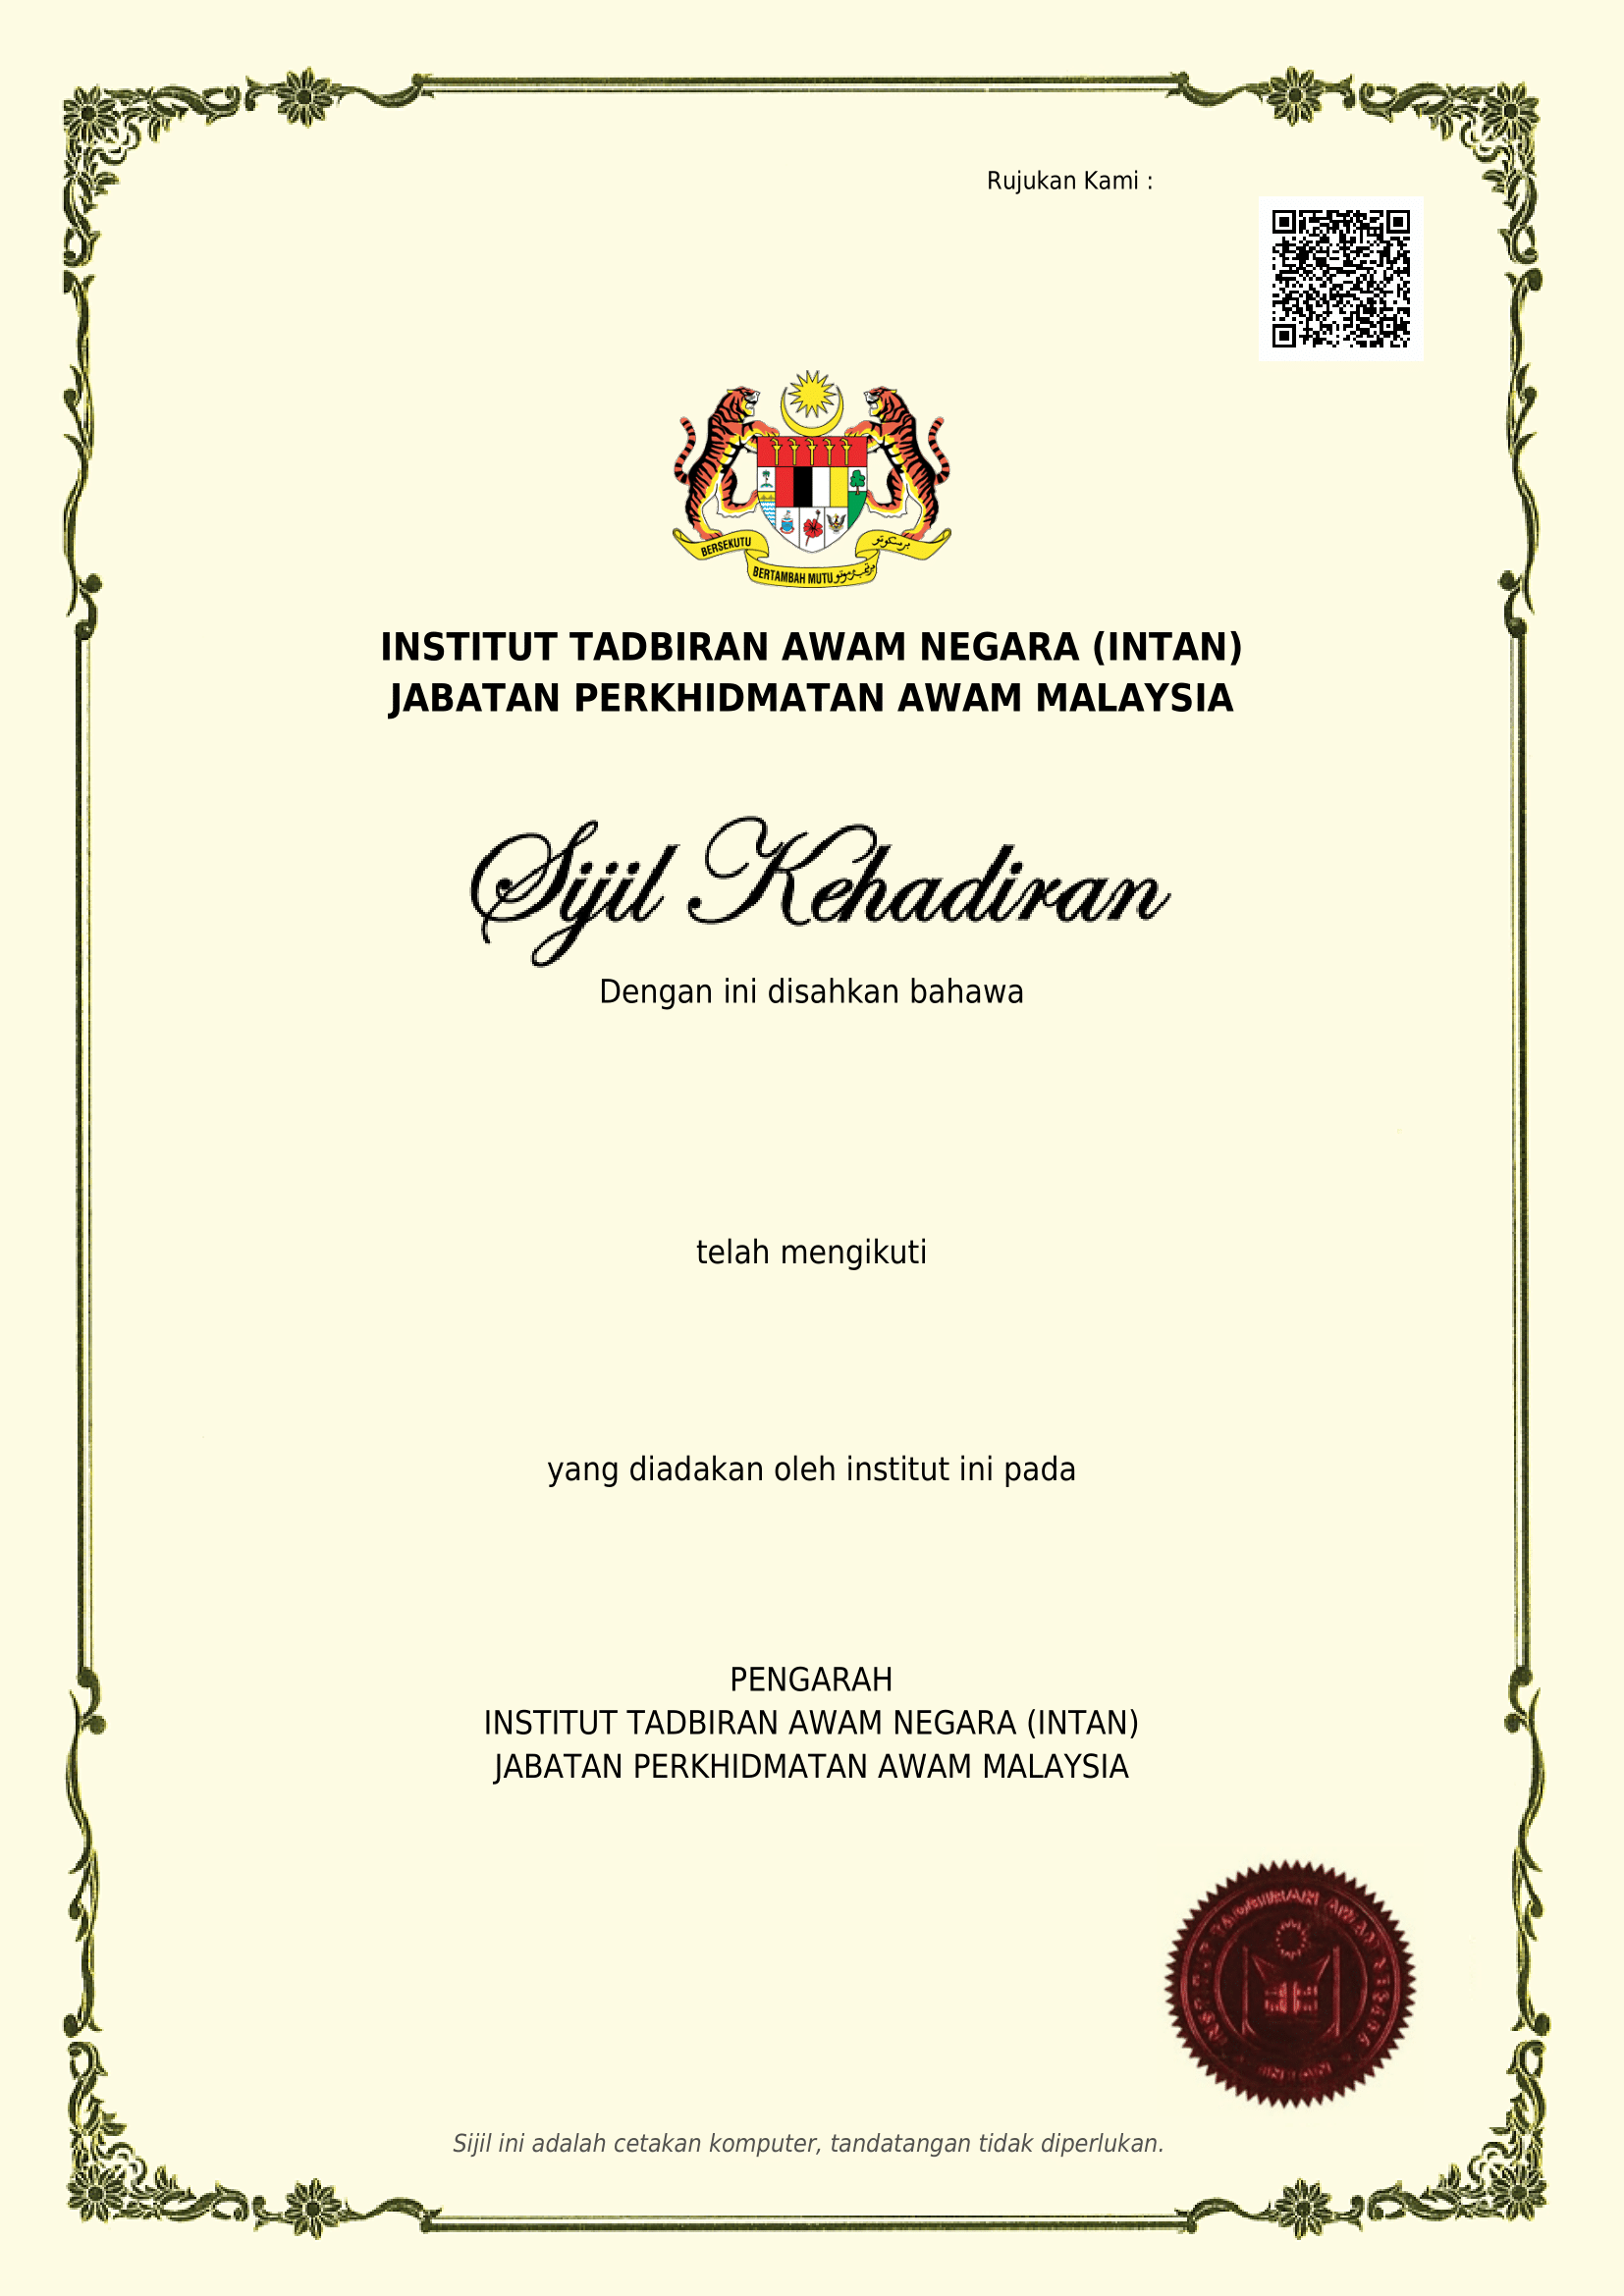 Rujukan Kami :
BERSEKUTU
BERTAMBAH MUTU
INSTITUT TADBIRAN AWAM NEGARA (INTAN)
JABATAN PERKHIDMATAN AWAM MALAYSIA
Sijil Kehadiran
Dengan ini disahkan bahawa
telah mengikuti
yang diadakan oleh institut ini pada
PENGARAH
INSTITUT TADBIRAN AWAM NEGARA (INTAN)
JABATAN PERKHIDMATAN AWAM MALAYSIA
INSTITUT TADBIRAN AWAM NEGARA
INTAN
Sijil ini adalah cetakan komputer, tandatangan tidak diperlukan.